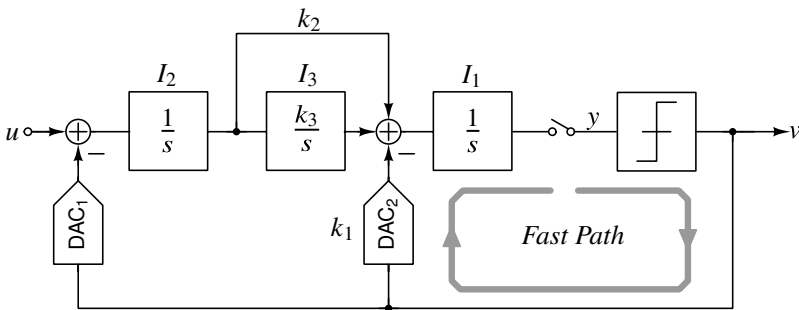 k₂
I₂
I₃
I₁
u
+
−
1/s
k₃/s
+
−
1/s
y
v
DAC₁
k₁
DAC₂
Fast Path